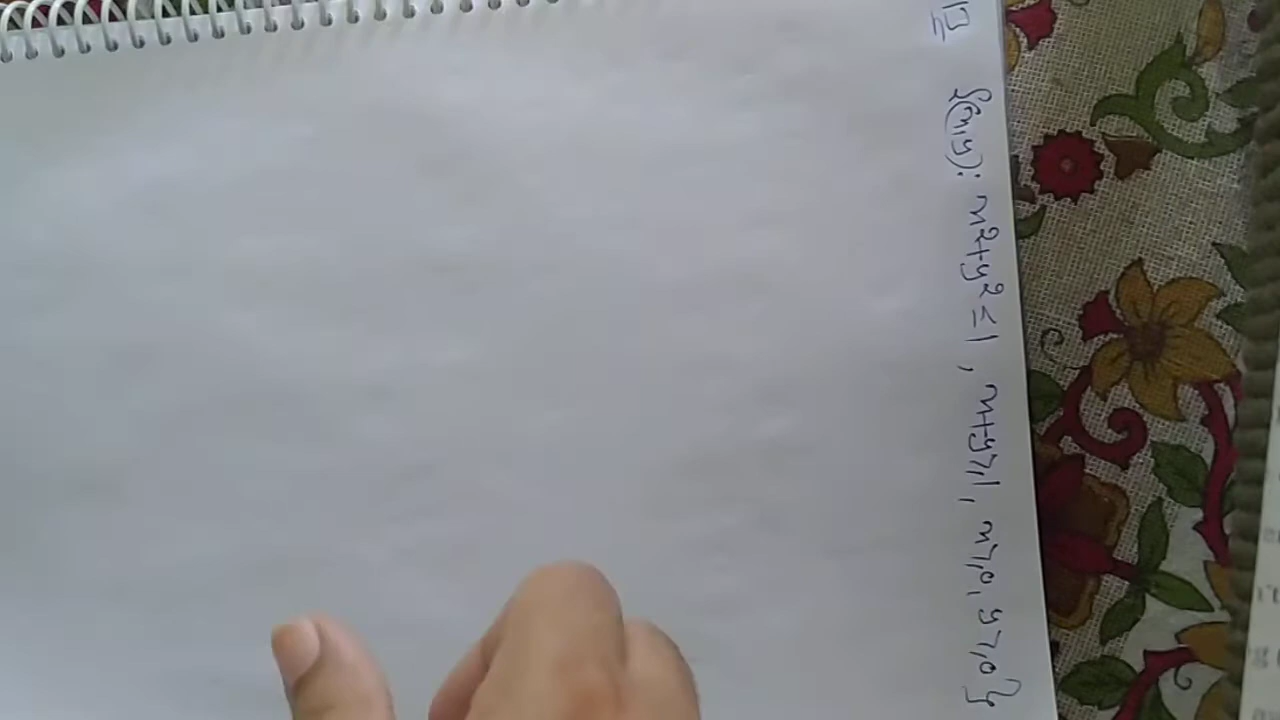 {(x,y): x²+y² ≤ 1, x+y ≥ 1, x ≥ 0, y ≥ 0}